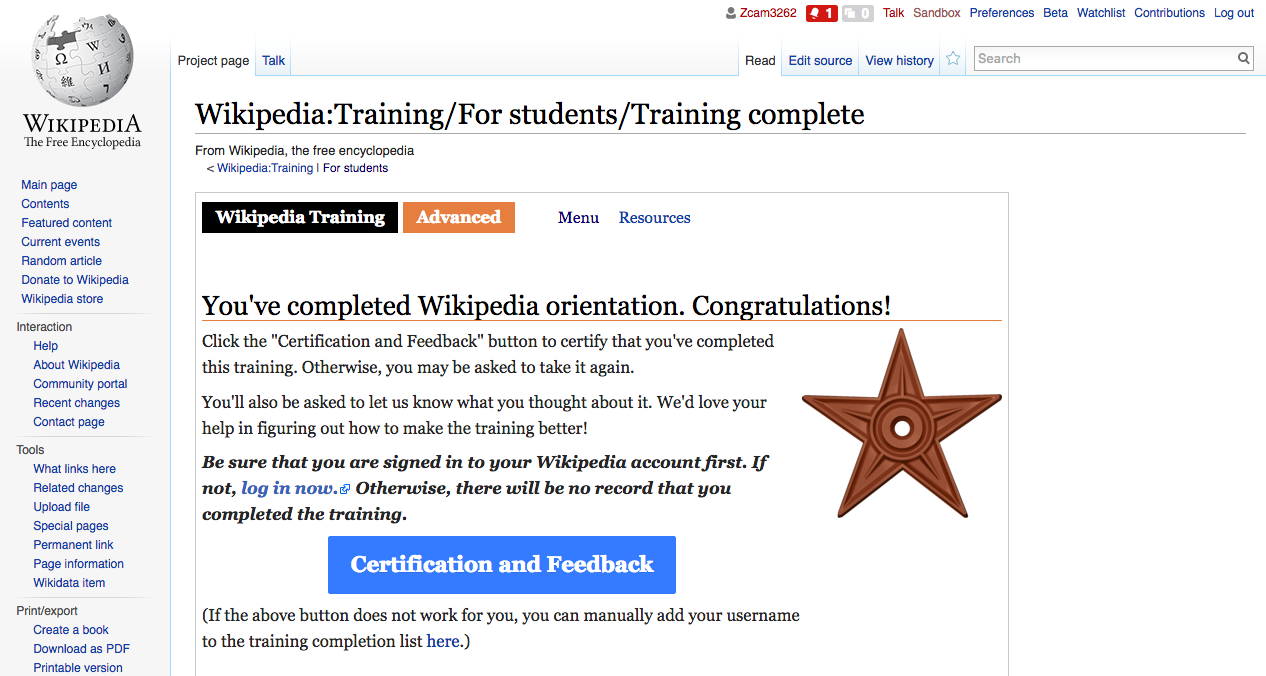 Zcam3262 1 0 Talk Sandbox Preferences Beta Watchlist Contributions Log out
Project page Talk Read Edit source View history Search
WIKIPEDIA
The Free Encyclopedia
Main page
Contents
Featured content
Current events
Random article
Donate to Wikipedia
Wikipedia store
Interaction
Help
About Wikipedia
Community portal
Recent changes
Contact page
Tools
What links here
Related changes
Upload file
Special pages
Permanent link
Page information
Wikidata item
Print/export
Create a book
Download as PDF
Printable version
Wikipedia:Training/For students/Training complete
From Wikipedia, the free encyclopedia
< Wikipedia:Training | For students
Wikipedia Training Advanced Menu Resources
You've completed Wikipedia orientation. Congratulations!
Click the "Certification and Feedback" button to certify that you've completed
this training. Otherwise, you may be asked to take it again.
You'll also be asked to let us know what you thought about it. We'd love your
help in figuring out how to make the training better!
Be sure that you are signed in to your Wikipedia account first. If
not, log in now. Otherwise, there will be no record that you
completed the training.
Certification and Feedback
(If the above button does not work for you, you can manually add your username
to the training completion list here.)